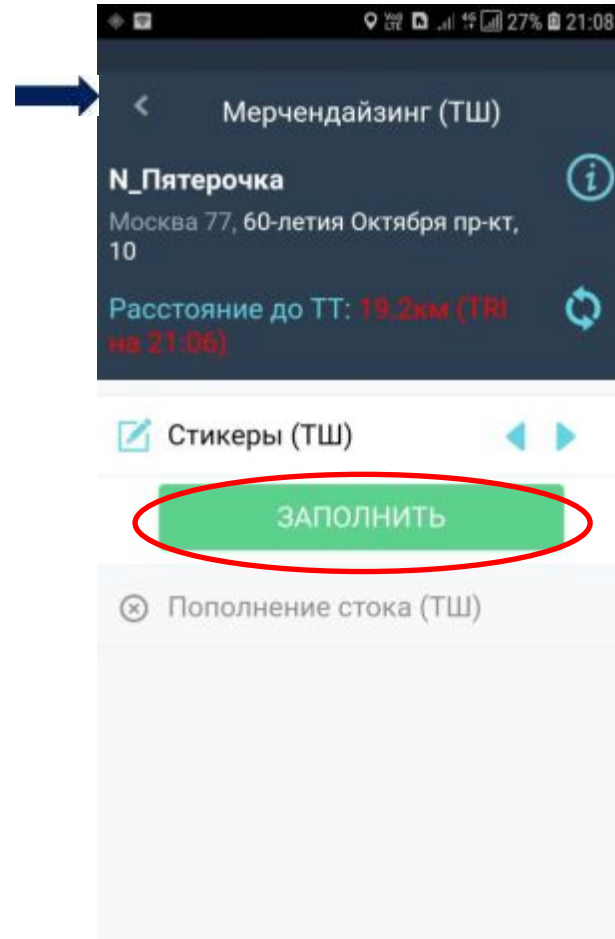 27% 21:08
Мерчендайзинг (ТШ)
N_Пятерочка
Москва 77, 60-летия Октября пр-кт,
10
Расстояние до ТТ: 19.2км (TRI
на 21:06)
Стикеры (ТШ)
ЗАПОЛНИТЬ
Пополнение стока (ТШ)